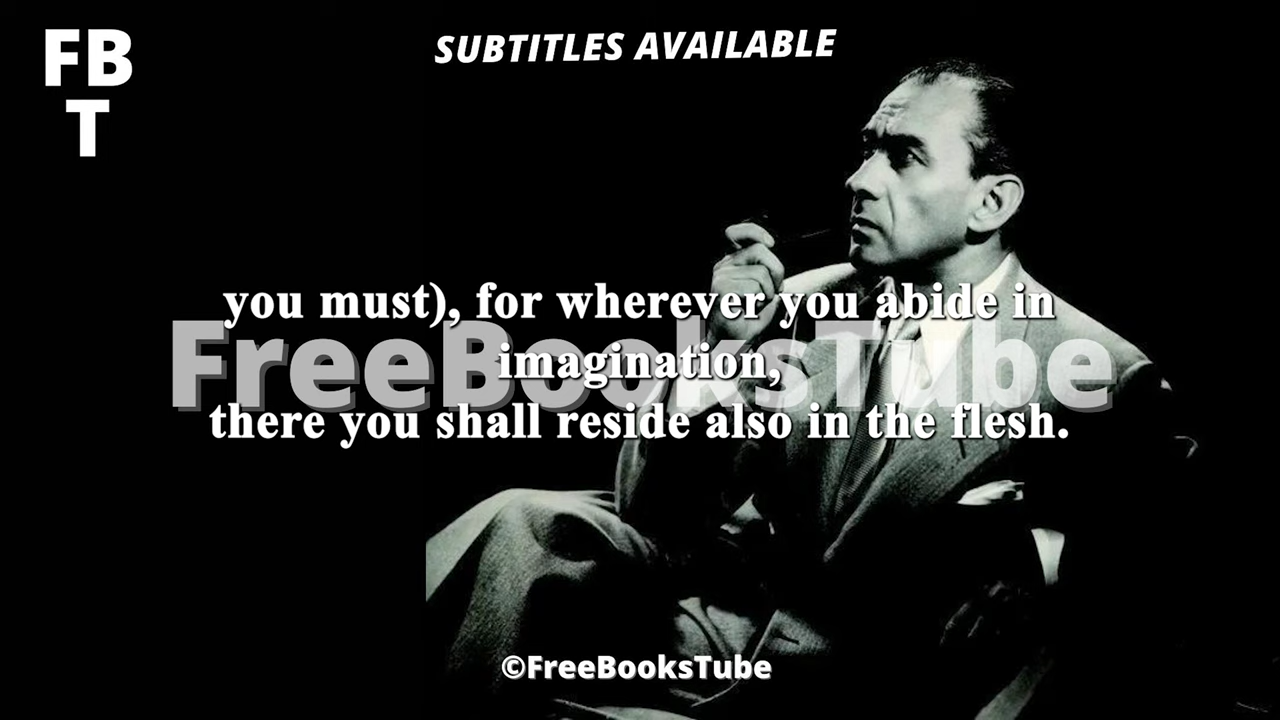 FB
T
SUBTITLES AVAILABLE
you must), for wherever you abide in
imagination,
FreeBooksTube
there you shall reside also in the flesh.
©FreeBooksTube